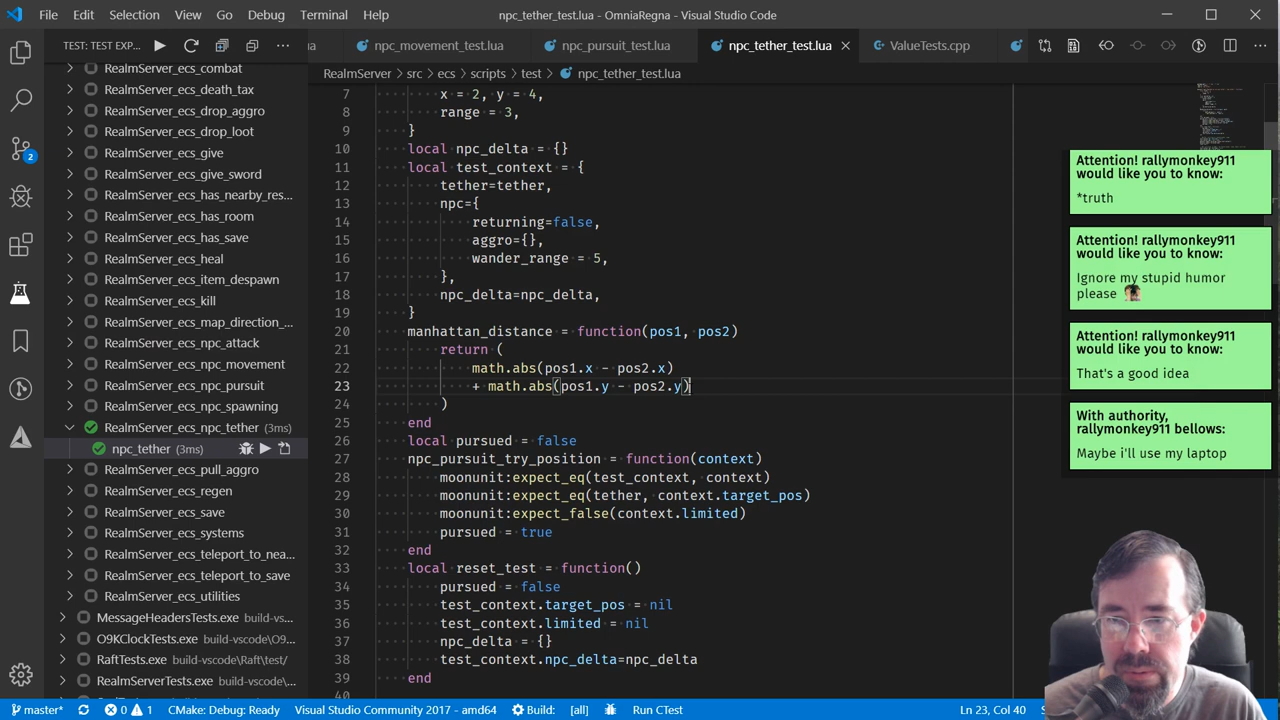 File Edit Selection View Go Debug Terminal Help
npc_tether_test.lua - OmniaRegna - Visual Studio Code
TEST: TEST EXP...
ua npc_movement_test.lua npc_pursuit_test.lua npc_tether_test.lua ValueTests.cpp
RealmServer > src > ecs > scripts > test > npc_tether_test.lua
RealmServer_ecs_combat
RealmServer_ecs_death_tax
RealmServer_ecs_drop_aggro
RealmServer_ecs_drop_loot
RealmServer_ecs_give
RealmServer_ecs_give_sword
RealmServer_ecs_has_nearby_res...
RealmServer_ecs_has_room
RealmServer_ecs_has_save
RealmServer_ecs_heal
RealmServer_ecs_item_despawn
RealmServer_ecs_kill
RealmServer_ecs_map_direction_...
RealmServer_ecs_npc_attack
RealmServer_ecs_npc_movement
RealmServer_ecs_npc_pursuit
RealmServer_ecs_npc_spawning
RealmServer_ecs_npc_tether (3ms)
npc_tether (3ms)
RealmServer_ecs_pull_aggro
RealmServer_ecs_regen
RealmServer_ecs_save
RealmServer_ecs_systems
RealmServer_ecs_teleport_to_nea...
RealmServer_ecs_teleport_to_save
RealmServer_ecs_utilities
MessageHeadersTests.exe build-vs...
O9KClockTests.exe build-vscode\O9...
RaftTests.exe build-vscode\Raft\test/
RealmServerTests.exe build-vscode\...
7 x = 2, y = 4,
8 range = 3,
9 }
10 local npc_delta = {}
11 local test_context = {
12 tether=tether,
13 npc={
14 returning=false,
15 aggro={},
16 wander_range = 5,
17 },
18 npc_delta=npc_delta,
19 }
20 manhattan_distance = function(pos1, pos2)
21 return (
22 math.abs(pos1.x - pos2.x)
23 + math.abs(pos1.y - pos2.y)
24 )
25 end
26 local pursued = false
27 npc_pursuit_try_position = function(context)
28 moonunit:expect_eq(test_context, context)
29 moonunit:expect_eq(tether, context.target_pos)
30 moonunit:expect_false(context.limited)
31 pursued = true
32 end
33 local reset_test = function()
34 pursued = false
35 test_context.target_pos = nil
36 test_context.limited = nil
37 npc_delta = {}
38 test_context.npc_delta=npc_delta
39 end
40
Attention! rallymonkey911
would like you to know:
*truth
Attention! rallymonkey911
would like you to know:
Ignore my stupid humor
please
Attention! rallymonkey911
would like you to know:
That's a good idea
With authority,
rallymonkey911 bellows:
Maybe i'll use my laptop
2
master* 0 1 CMake: Debug: Ready Visual Studio Community 2017 - amd64 Build: [all] Run CTest Ln 23, Col 40